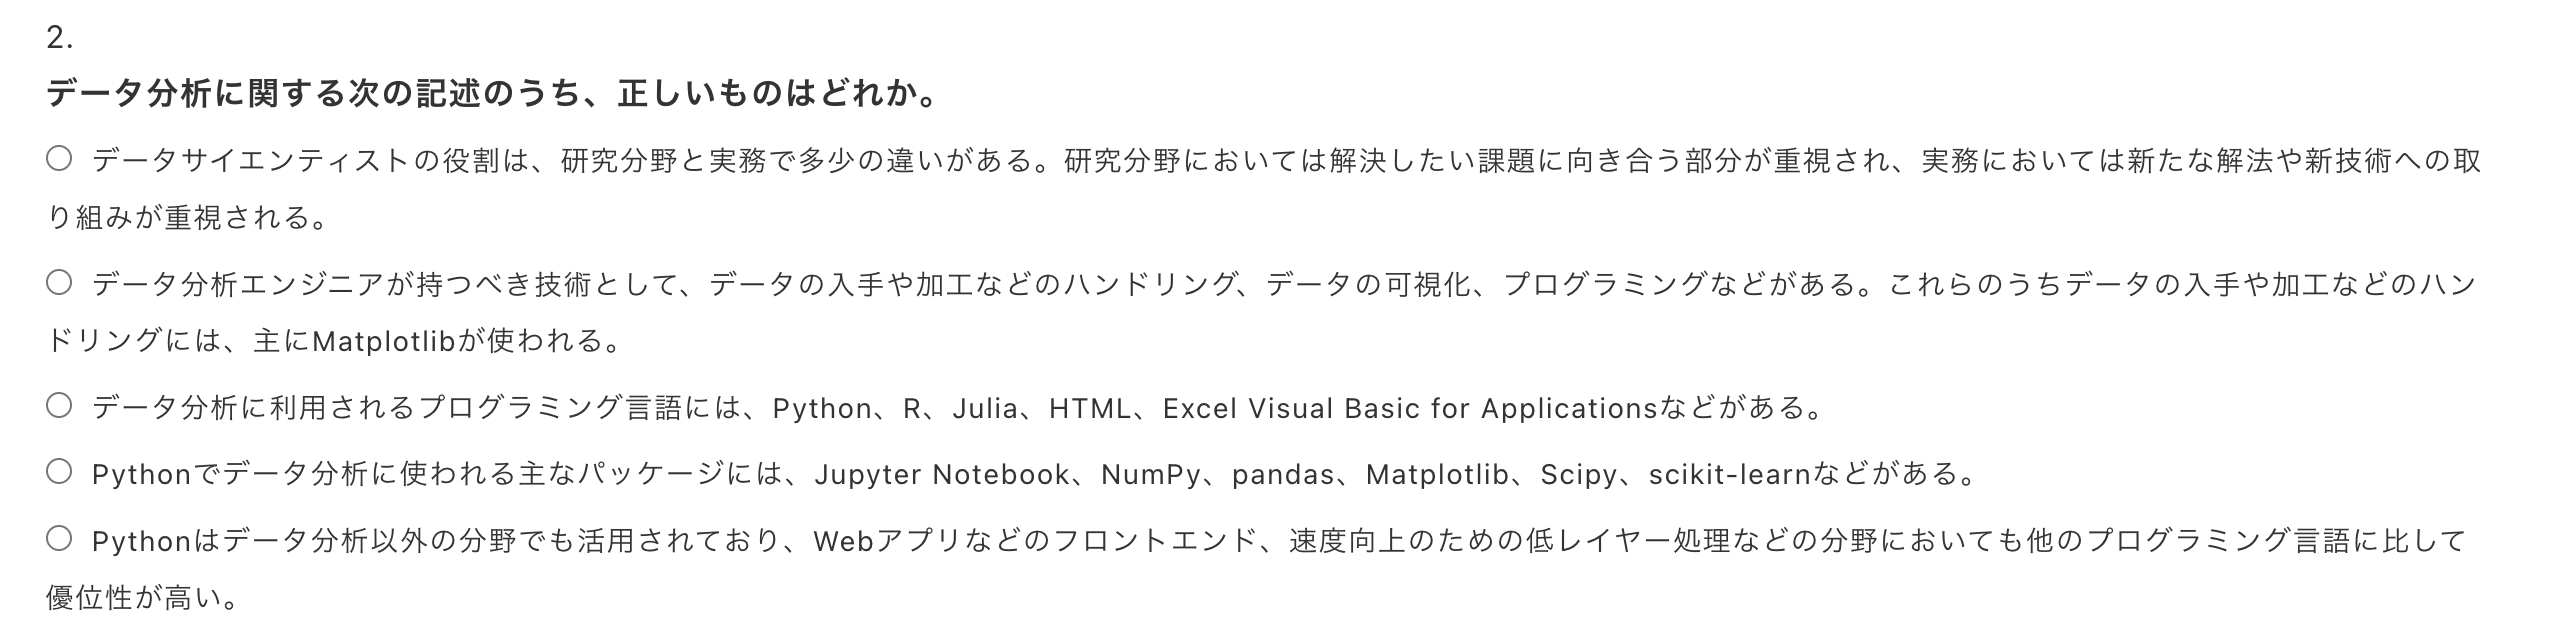 2.
データ分析に関する次の記述のうち、正しいものはどれか。
データサイエンティストの役割は、研究分野と実務で多少の違いがある。研究分野においては解決したい課題に向き合う部分が重視され、実務においては新たな解法や新技術への取
り組みが重視される。
データ分析エンジニアが持つべき技術として、データの入手や加工などのハンドリング、データの可視化、プログラミングなどがある。これらのうちデータの入手や加工などのハン
ドリングには、主にMatplotlibが使われる。
データ分析に利用されるプログラミング言語には、Python、R、Julia、HTML、Excel Visual Basic for Applicationsなどがある。
Pythonでデータ分析に使われる主なパッケージには、Jupyter Notebook、NumPy、pandas、Matplotlib、Scipy、scikit-learnなどがある。
Pythonはデータ分析以外の分野でも活用されており、Webアプリなどのフロントエンド、速度向上のための低レイヤー処理などの分野においても他のプログラミング言語に比して
優位性が高い。